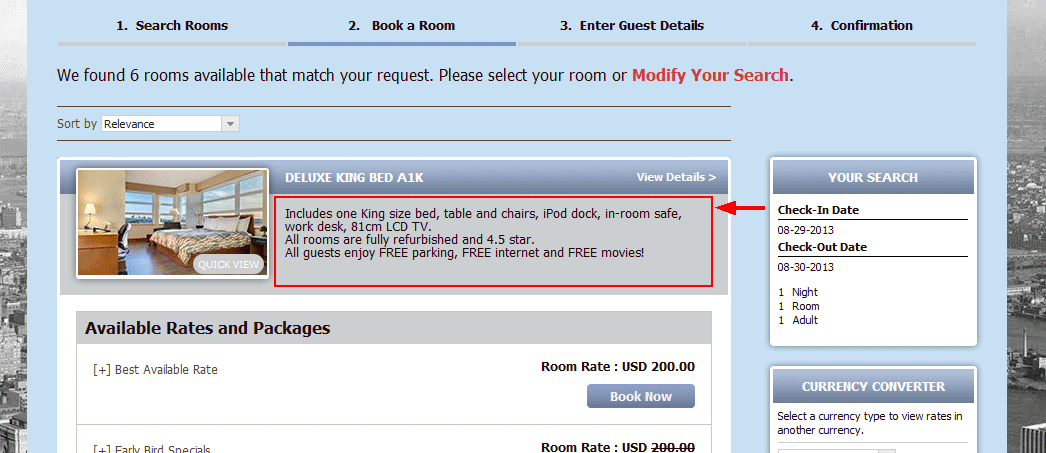 1. Search Rooms
2. Book a Room
3. Enter Guest Details
4. Confirmation
We found 6 rooms available that match your request. Please select your room or Modify Your Search.
Sort by Relevance
DELUXE KING BED A1K
View Details >
QUICK VIEW
Includes one King size bed, table and chairs, iPod dock, in-room safe,
work desk, 81cm LCD TV.
All rooms are fully refurbished and 4.5 star.
All guests enjoy FREE parking, FREE internet and FREE movies!
Available Rates and Packages
[+] Best Available Rate
Room Rate : USD 200.00
Book Now
[+] Early Bird Specials
Room Rate : USD 200.00
YOUR SEARCH
Check-In Date
08-29-2013
Check-Out Date
08-30-2013
1 Night
1 Room
1 Adult
CURRENCY CONVERTER
Select a currency type to view rates in
another currency.